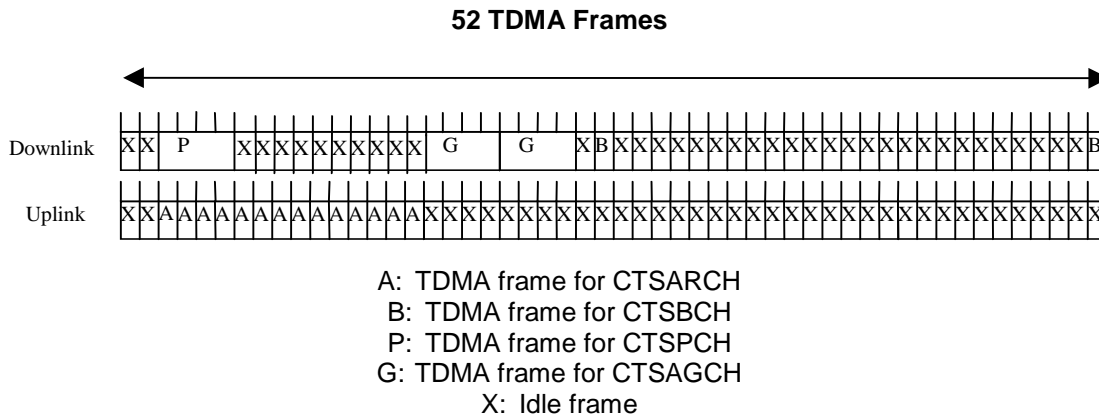 52 TDMA Frames
Downlink X X P X X X X X X X X X X G G X B X X X X X X X X X X X X X X X X X X X X X X X X X B
Uplink X X A A A A A A A A A A A A A A X X X X X X X X X X X X X X X X X X X X X X X X X X X X X X X X X X X X
A: TDMA frame for CTSARCH
B: TDMA frame for CTSBCH
P: TDMA frame for CTSPCH
G: TDMA frame for CTSAGCH
X: Idle frame